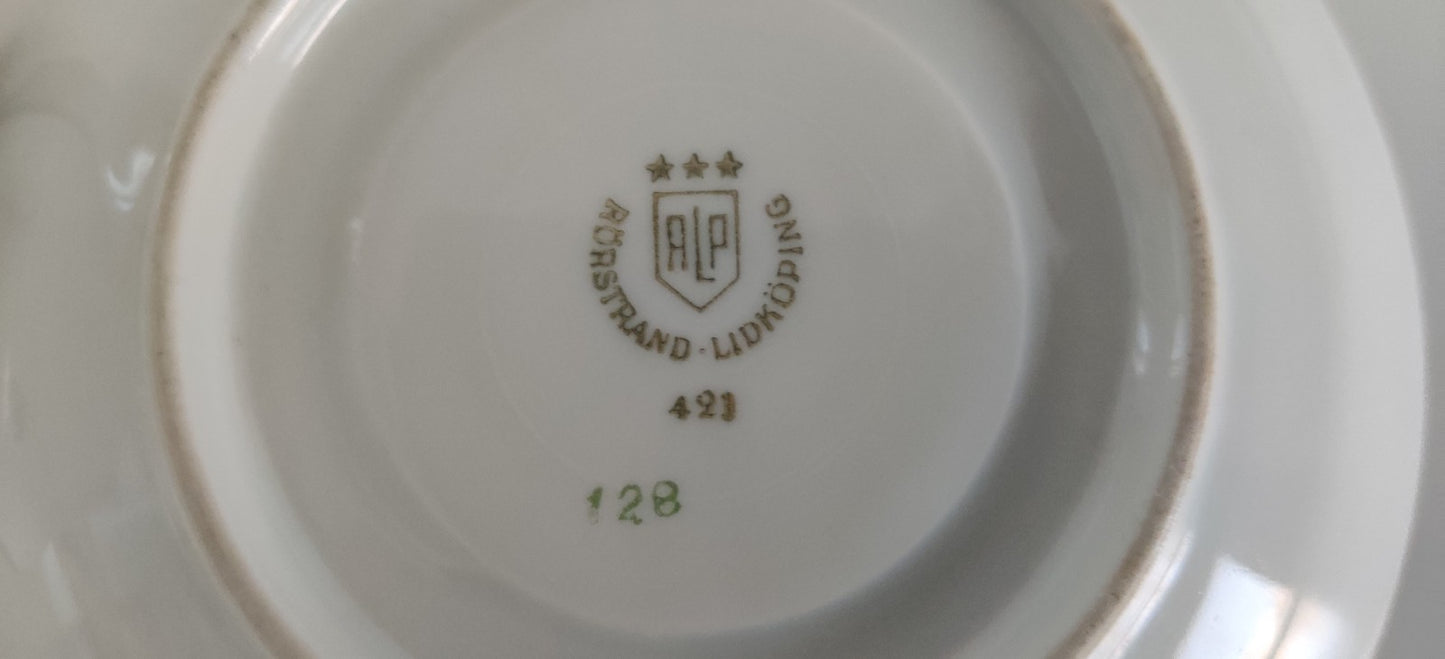 ALP
RÖRSTRAND - LIDKÖPING
421
128